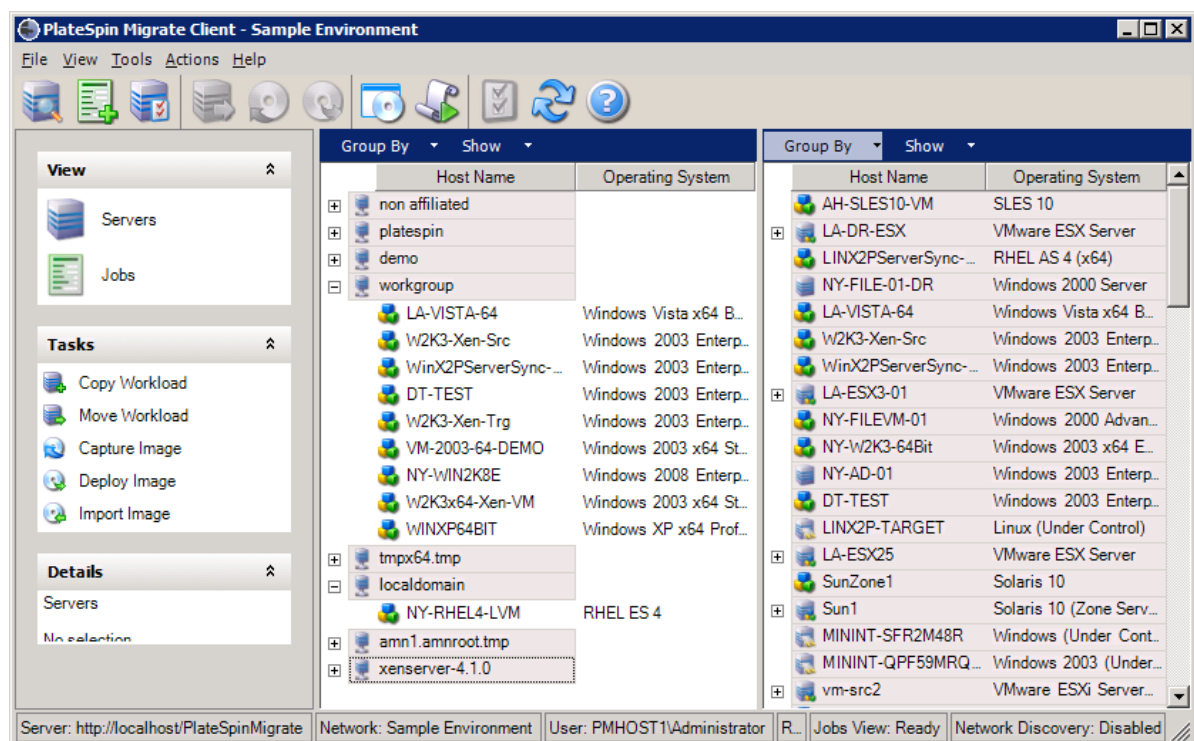 PlateSpin Migrate Client - Sample Environment
File View Tools Actions Help
View
Servers
Jobs
Tasks
Copy Workload
Move Workload
Capture Image
Deploy Image
Import Image
Details
Servers
No selection
Group By Show
Host Name Operating System
non affiliated
platespin
demo
workgroup
LA-VISTA-64 Windows Vista x64 B...
W2K3-Xen-Src Windows 2003 Enterp...
WinX2PServerSync-... Windows 2003 Enterp...
DT-TEST Windows 2003 Enterp...
W2K3-Xen-Trg Windows 2003 Enterp...
VM-2003-64-DEMO Windows 2003 x64 St...
NY-WIN2K8E Windows 2008 Enterp...
W2K3x64-Xen-VM Windows 2003 x64 St...
WINXP64BIT Windows XP x64 Prof...
tmpx64.tmp
localdomain
NY-RHEL4-LVM RHEL ES 4
amn1.amnroot.tmp
xenserver-4.1.0
Group By Show
Host Name Operating System
AH-SLES10-VM SLES 10
LA-DR-ESX VMware ESX Server
LINX2PServerSync-... RHEL AS 4 (x64)
NY-FILE-01-DR Windows 2000 Server
LA-VISTA-64 Windows Vista x64 B...
W2K3-Xen-Src Windows 2003 Enterp...
WinX2PServerSync-... Windows 2003 Enterp...
LA-ESX3-01 VMware ESX Server
NY-FILEVM-01 Windows 2000 Advan...
NY-W2K3-64Bit Windows 2003 x64 E...
NY-AD-01 Windows 2003 Enterp...
DT-TEST Windows 2003 Enterp...
LINX2P-TARGET Linux (Under Control)
LA-ESX25 VMware ESX Server
SunZone1 Solaris 10
Sun1 Solaris 10 (Zone Serv...
MININT-SFR2M48R Windows (Under Cont...
MININT-QPF59MRQ... Windows 2003 (Under...
vm-src2 VMware ESXi Server...
Server: http://localhost/PlateSpinMigrate Network: Sample Environment User: PMHOST1\Administrator R... Jobs View: Ready Network Discovery: Disabled